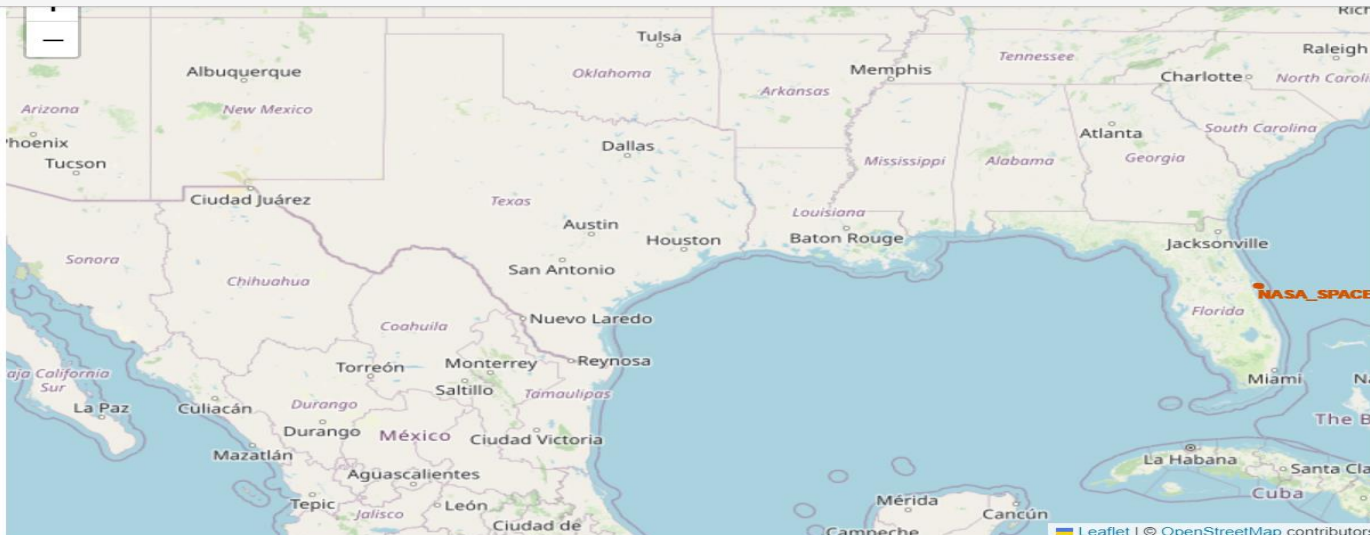 Rich
Tulsa
Tennessee
Raleigh
Albuquerque
Oklahoma
Memphis
Charlotte
North Caroli
Arizona
New Mexico
Arkansas
Phoenix
Dallas
Atlanta
South Carolina
Tucson
Mississippi
Alabama
Georgia
Ciudad Juárez
Texas
Louisiana
Austin
Houston
Baton Rouge
Jacksonville
Sonora
San Antonio
Chihuahua
NASA_SPACE
Florida
Nuevo Laredo
Coahuila
Torreón
Monterrey
Reynosa
aja California
Sur
Saltillo
Tamaulipas
Miami
Na
La Paz
Culiacán
Durango
The B
Durango
México
Ciudad Victoria
Mazatlán
La Habana
Santa Cla
Aguascalientes
Cuba
Tepic
León
Mérida
Jalisco
Cancún
Ciudad de
Campeche
Leaflet | © OpenStreetMap contributors